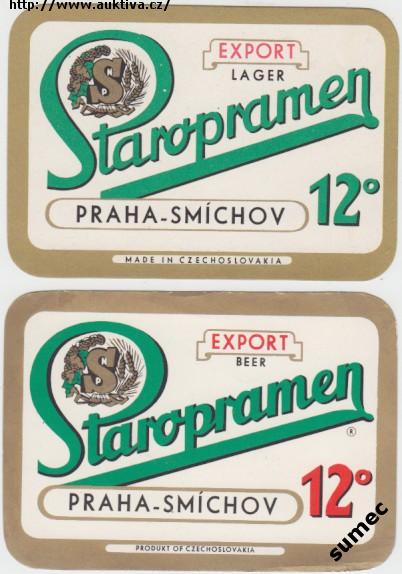 http://www.auktiva.cz/
EXPORT
LAGER
S
Staropramen
12°
PRAHA-SMÍCHOV
MADE IN CZECHOSLOVAKIA
EXPORT
BEER
S
Staropramen
®
12°
PRAHA-SMÍCHOV
PRODUKT OF CZECHOSLOVAKIA
sumec